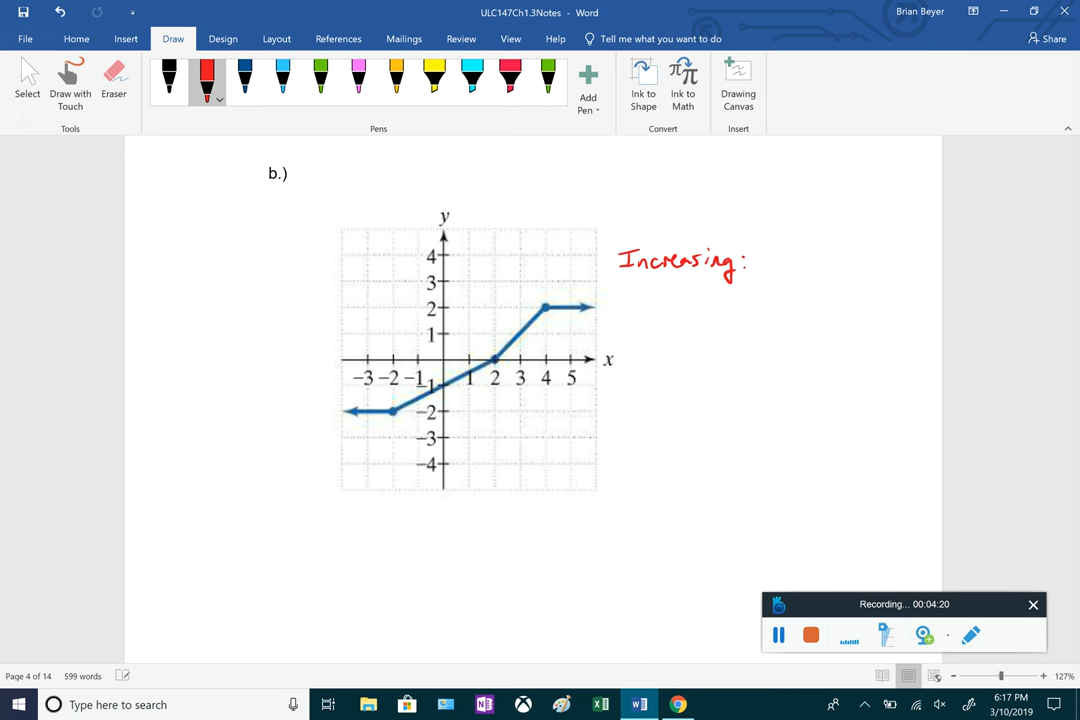 ULC147Ch1.3Notes - Word
Brian Beyer
File Home Insert Draw Design Layout References Mailings Review View Help Tell me what you want to do Share
Select Draw with Touch Eraser
Add Pen
Ink to Shape Ink to Math Drawing Canvas
Tools Pens Convert Insert
b.)
y
Increasing:
4
3
2
1
x
-3 -2 -1 1 2 3 4 5
-1
-2
-3
-4
Recording... 00:04:20
Page 4 of 14 599 words 127%
Type here to search
6:17 PM
3/10/2019